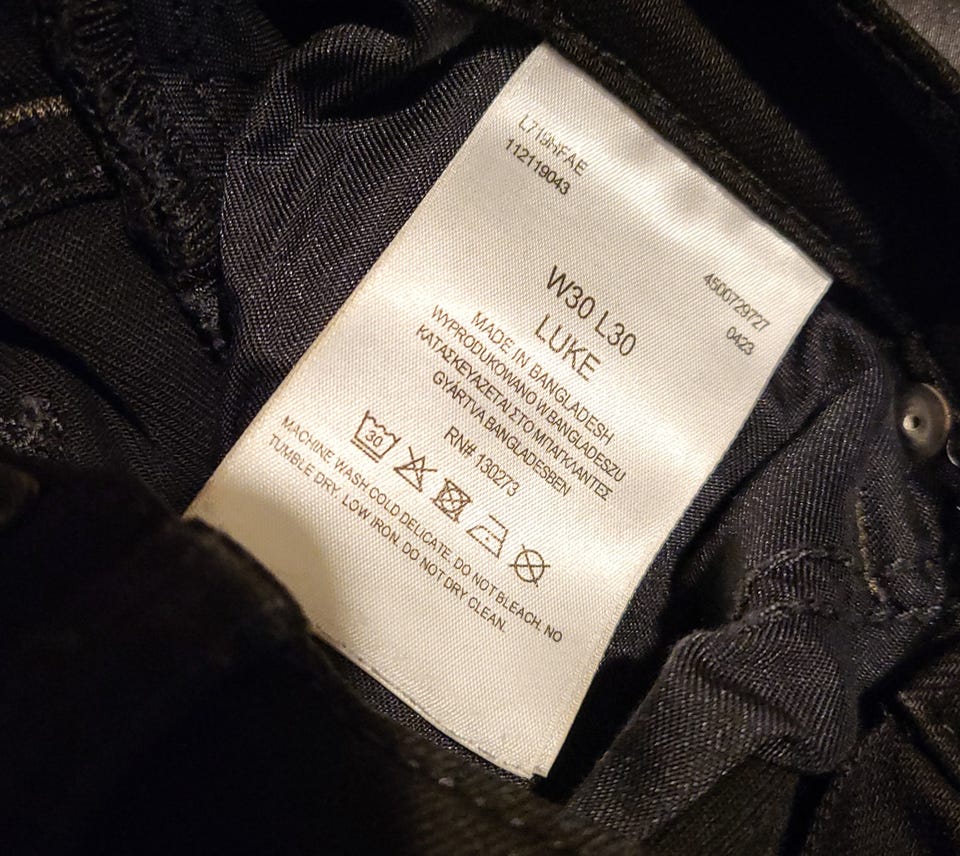 L719HFAE
112119043
4500729727
0423
W30 L30
LUKE
MADE IN BANGLADESH
WYPRODUKOWANO W BANGLADESZU
ΚΑΤΑΣΚΕΥΑΖΕΤΑΙ ΣΤΟ ΜΠΑΓΚΛΑΝΤΕΣ
GYÁRTVA BANGLADESBEN
RN# 130273
30
MACHINE WASH COLD DELICATE. DO NOT BLEACH. NO
TUMBLE DRY. LOW IRON. DO NOT DRY CLEAN.